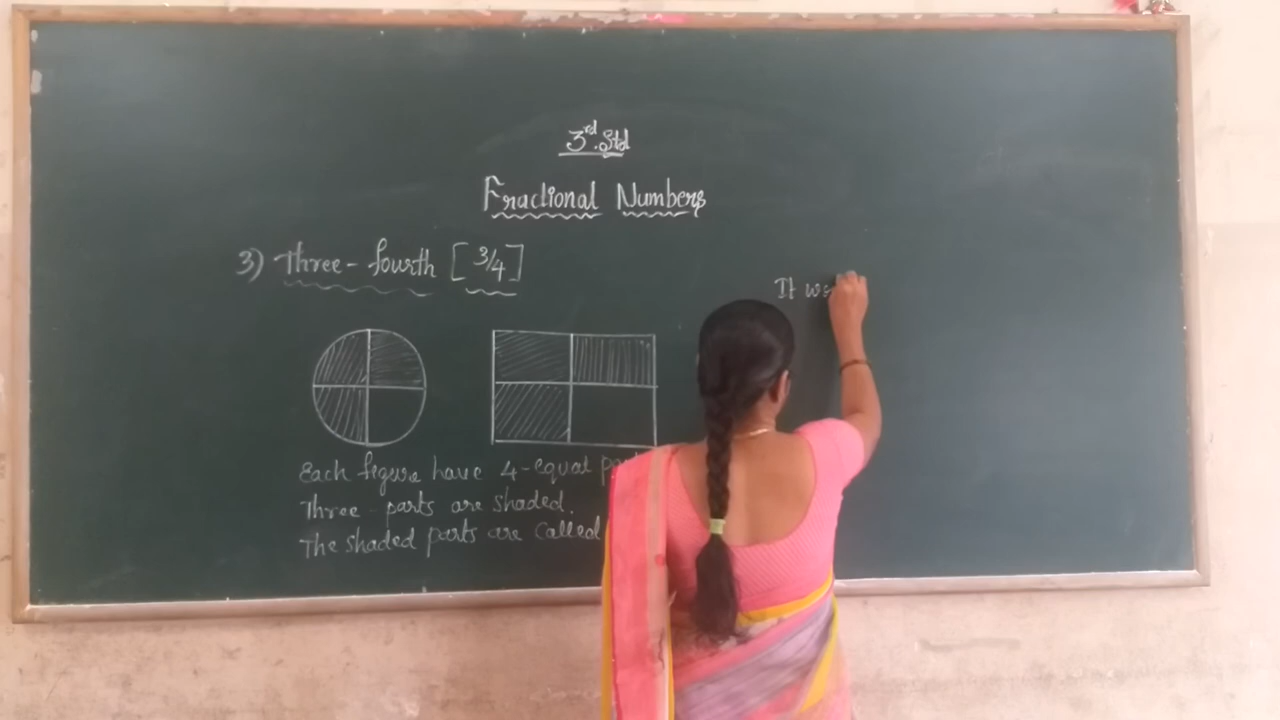 3rd. Std
Fractional Numbers
3) Three - fourth [3/4]
Each figure have 4-equal
Three parts are shaded.
The shaded parts are called
It